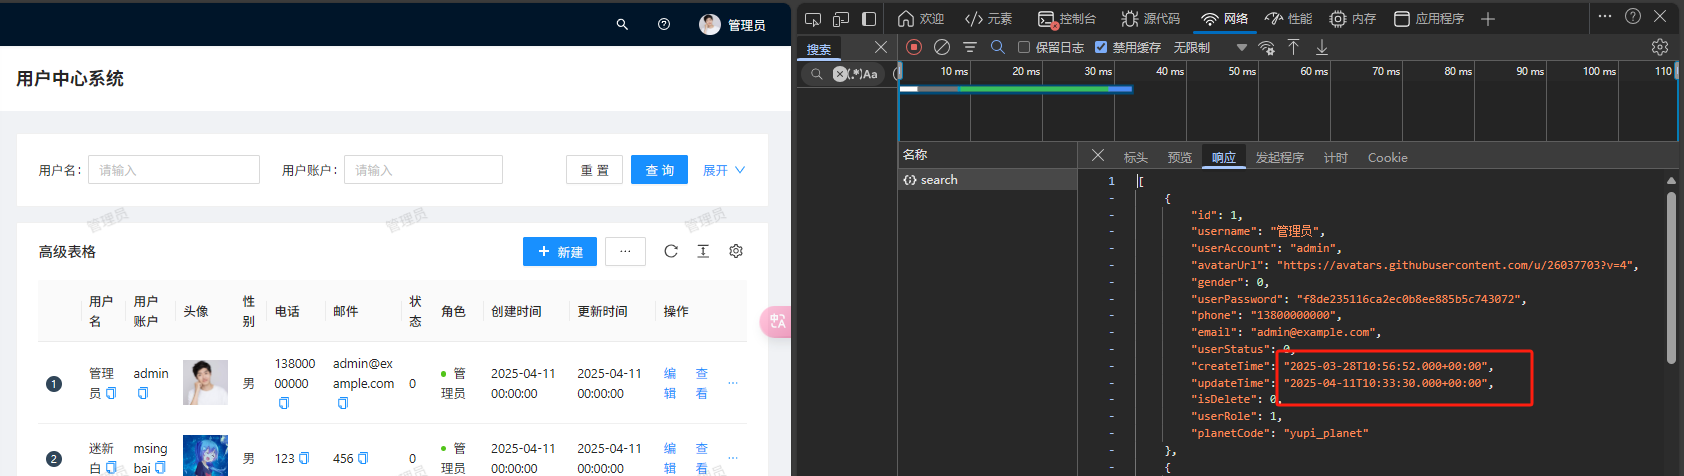 管理员
用户中心系统
用户名：
请输入
用户账户：
请输入
重 置
查 询
展开
管理员
管理员
管理员
高级表格
+ 新建
...
用户名
用户账户
头像
性别
电话
邮件
状态
角色
创建时间
更新时间
操作
1
管理员
admin
男
13800000000
admin@example.com
0
管理员
2025-04-11 00:00:00
2025-04-11 00:00:00
编辑
查看
...
2
迷新白
msingbai
男
123
456
0
管理员
2025-04-11 00:00:00
2025-04-11 00:00:00
编辑
查看
...
管理员
管理员
中A
欢迎
元素
控制台
源代码
网络
性能
内存
应用程序
搜索
保留日志
禁用缓存
无限制
(.*)Aa
10 ms
20 ms
30 ms
40 ms
50 ms
60 ms
70 ms
80 ms
90 ms
100 ms
110
名称
search
标头
预览
响应
发起程序
计时
Cookie
1 [
- {
- "id": 1,
- "username": "管理员",
- "userAccount": "admin",
- "avatarUrl": "https://avatars.githubusercontent.com/u/26037703?v=4",
- "gender": 0,
- "userPassword": "f8de235116ca2ec0b8ee885b5c743072",
- "phone": "13800000000",
- "email": "admin@example.com",
- "userStatus": 0,
- "createTime": "2025-03-28T10:56:52.000+00:00",
- "updateTime": "2025-04-11T10:33:30.000+00:00",
- "isDelete": 0,
- "userRole": 1,
- "planetCode": "yupi_planet"
- },
- {